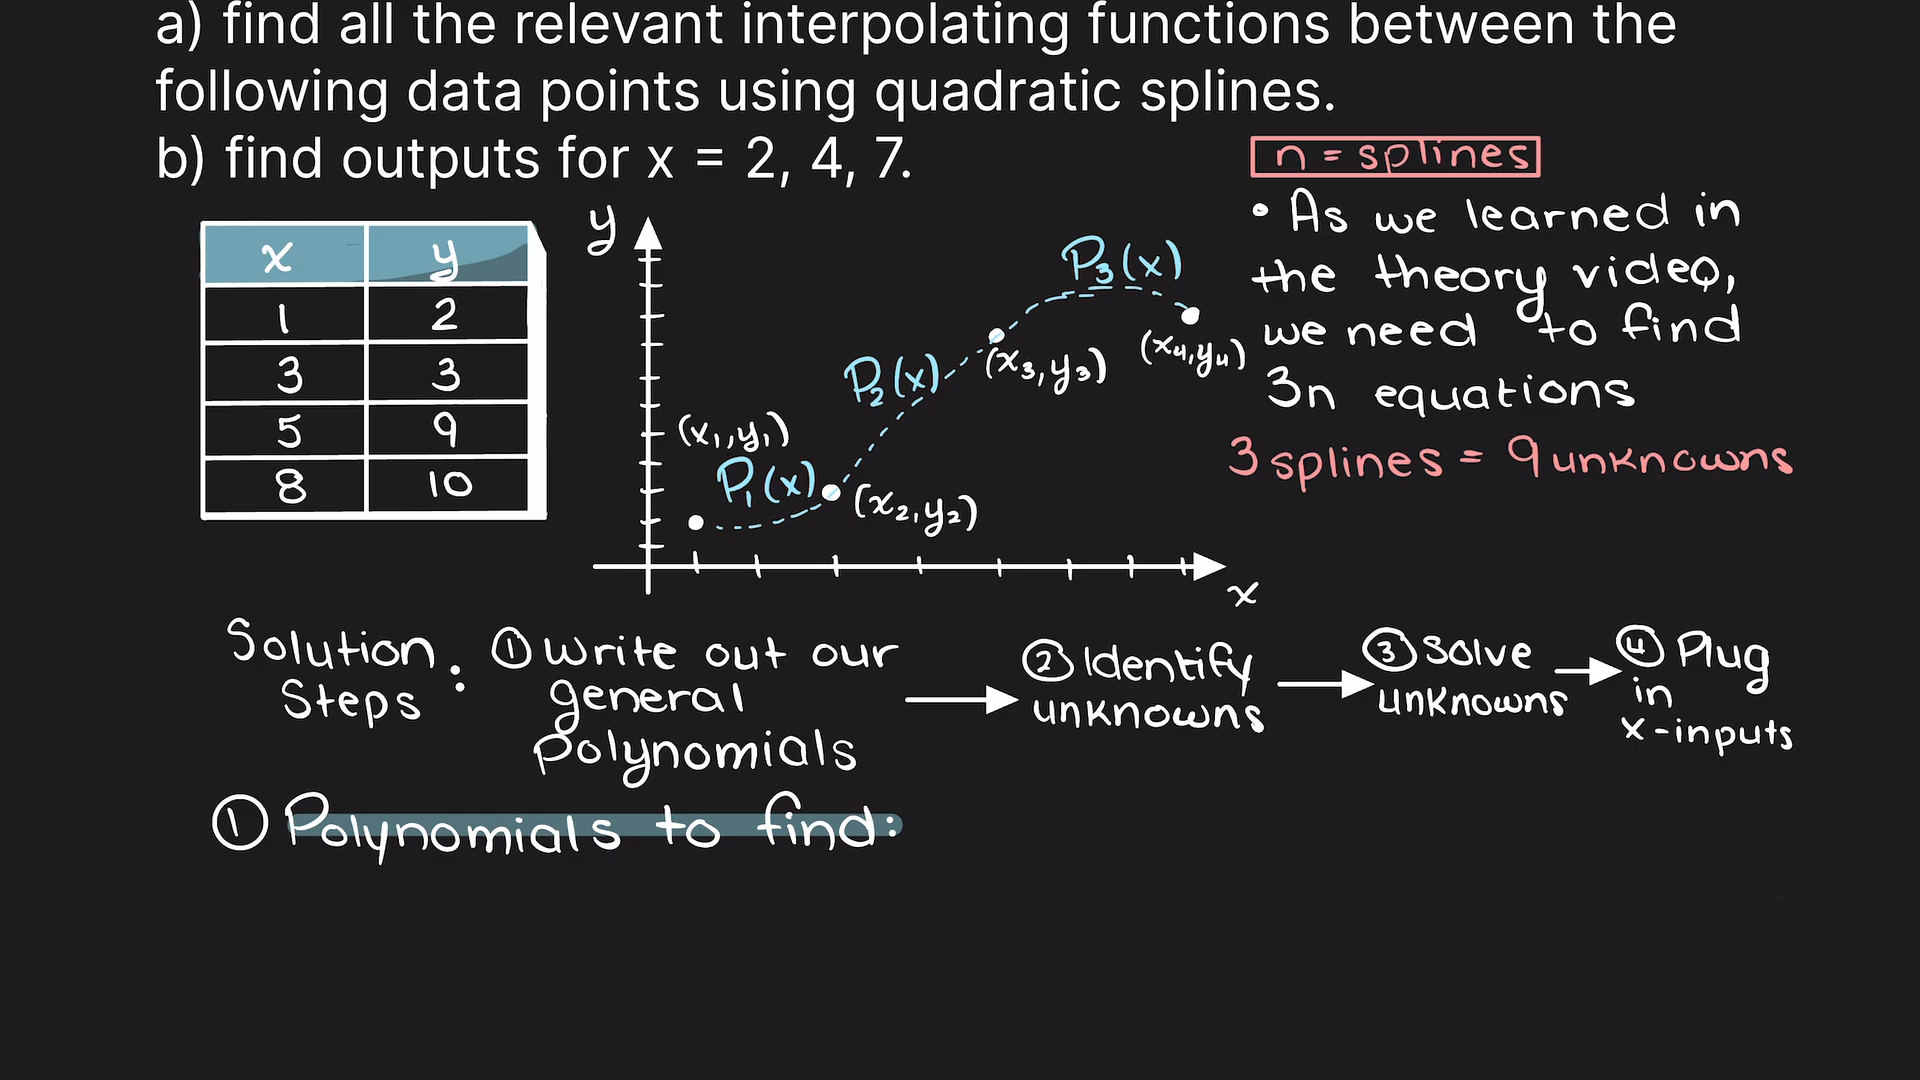 a) find all the relevant interpolating functions between the
following data points using quadratic splines.
b) find outputs for x = 2, 4, 7.
n = splines
• As we learned in
the theory video,
we need to find
3n equations
3 splines = 9 unknowns
x y
1 2
3 3
5 9
8 10
y
P₃(x)
(x₄,y₄)
(x₃,y₃)
P₂(x)
(x₁,y₁)
P₁(x)
(x₂,y₂)
x
Solution
Steps :
① Write out our
general
polynomials
② Identify
unknowns
③ Solve
unknowns
④ Plug
in
x-inputs
① Polynomials to find: